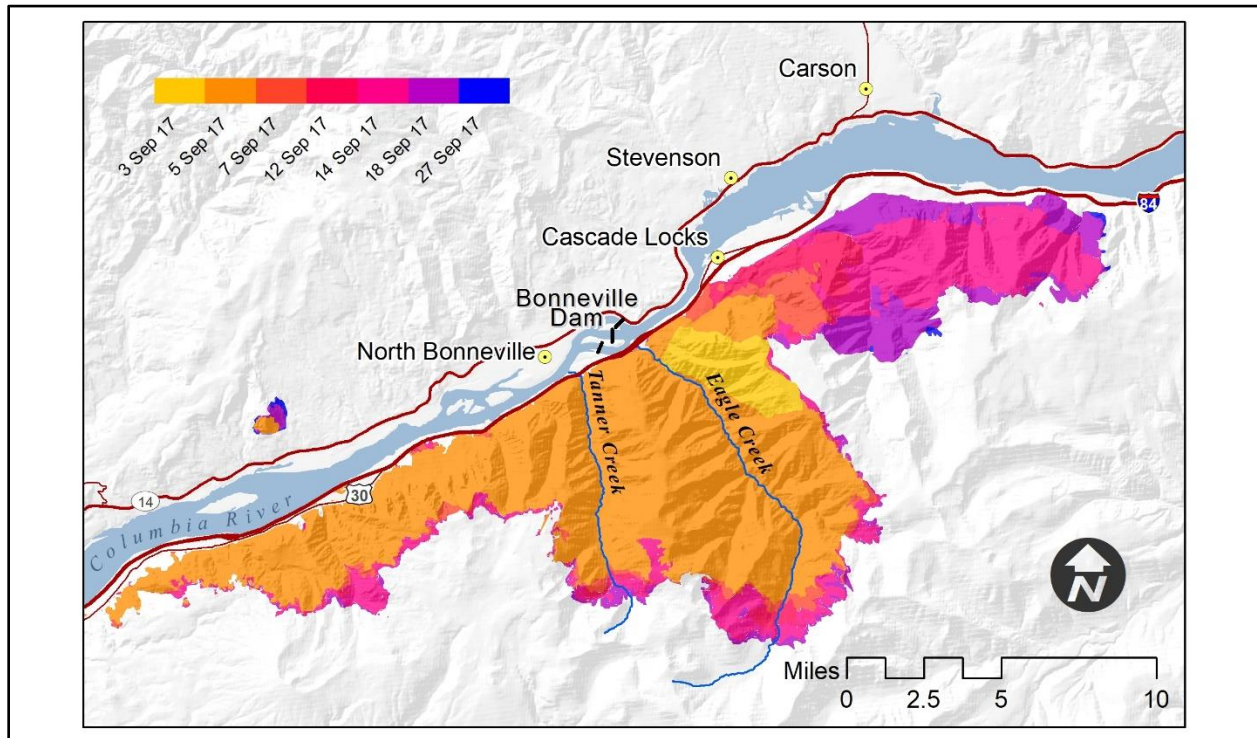 Carson
3 Sep 17
5 Sep 17
7 Sep 17
12 Sep 17
14 Sep 17
18 Sep 17
27 Sep 17
Stevenson
84
Cascade Locks
Bonneville
Dam
North Bonneville
Tanner Creek
Eagle Creek
14
30
Columbia River
N
Miles
0 2.5 5 10